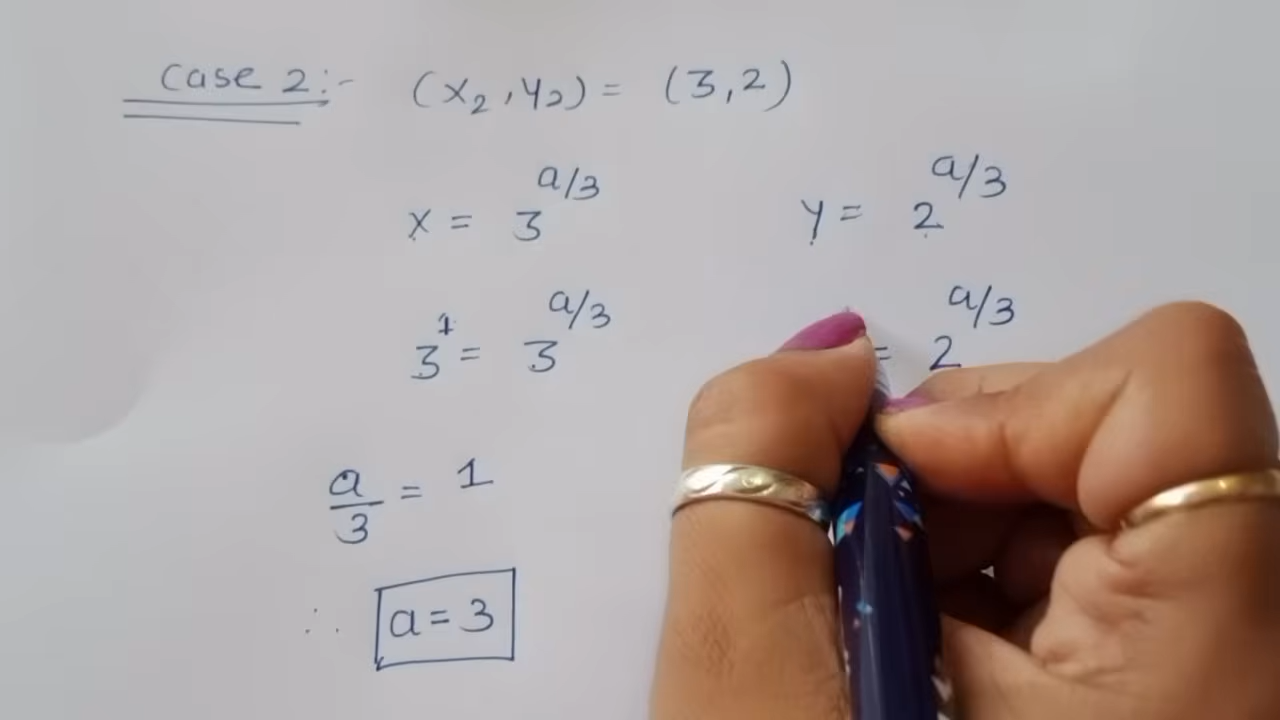 Case 2:- (x₂, y₂) = (3,2)
x = 3^{a/3} y = 2^{a/3}
3^1 = 3^{a/3} = 2^{a/3}
a/3 = 1
∴ a = 3